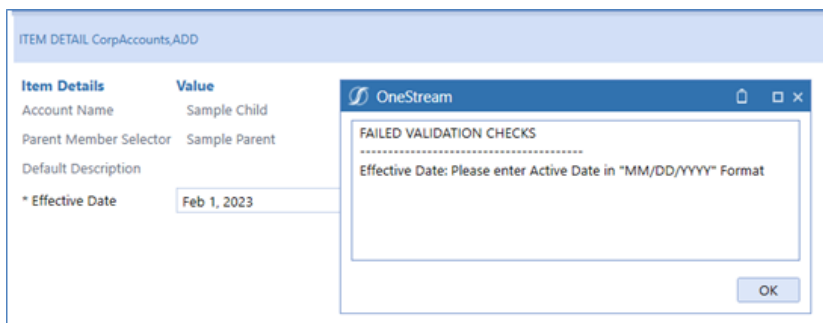 ITEM DETAIL CorpAccounts,ADD
Item Details Value
Account Name Sample Child
Parent Member Selector Sample Parent
Default Description
* Effective Date Feb 1, 2023
OneStream
FAILED VALIDATION CHECKS
----------------------------------------
Effective Date: Please enter Active Date in "MM/DD/YYYY" Format
OK